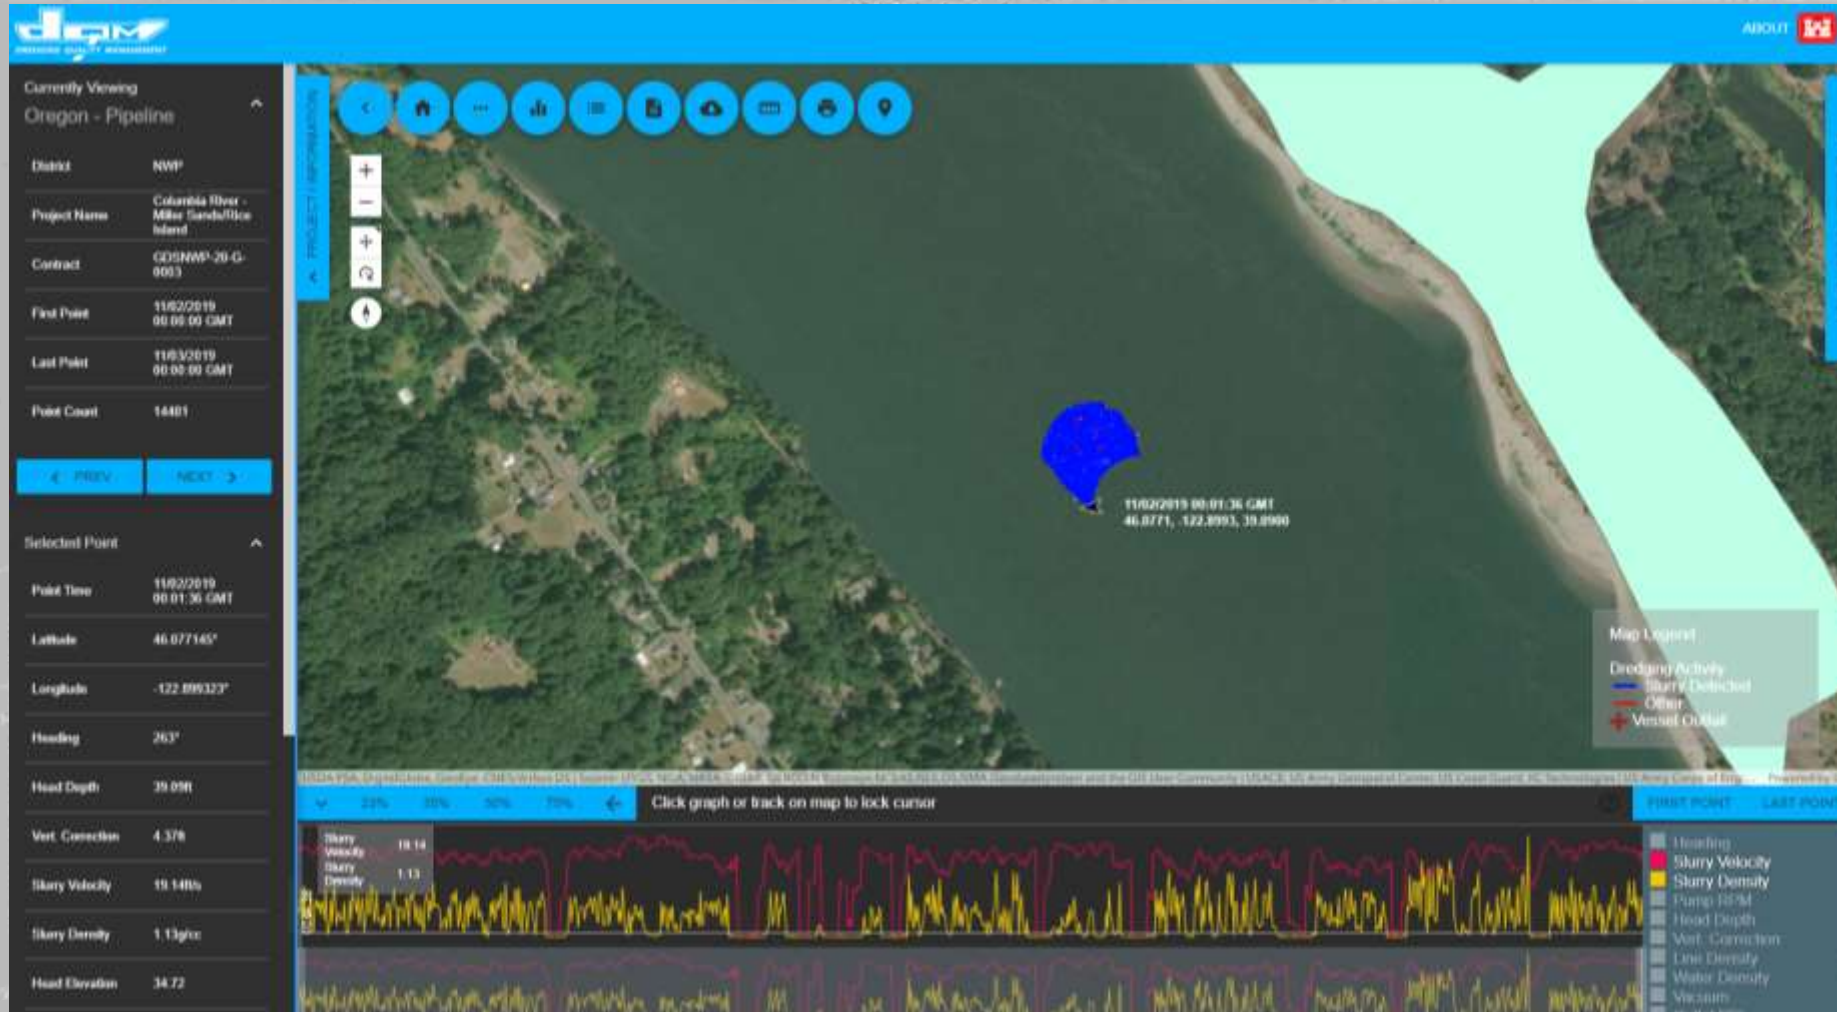 dqm
DREDGING QUALITY MANAGEMENT
ABOUT
Currently Viewing
Oregon - Pipeline
District NWP
Project Name Columbia River -
Miller Sands/Rice
Island
Contract
Point Count 14401
First Point 11/02/2019
00:00:00 GMT
Last Point 11/03/2019
00:00:00 GMT
PREV NEXT
Selected Point
Point Time 11/02/2019
00:01:36 GMT
Latitude 46.077145°
Longitude -122.899323°
Heading 263°
Head Depth 39.09ft
Vert. Correction 4.37ft
Slurry Velocity 19.14ft/s
Slurry Density 1.13g/cc
Head Elevation 34.72
PROJECT INFORMATION
11/02/2019 00:01:36 GMT
46.0771, -122.8993, 39.0900
Map Legend
Dredging Activity
Slurry Detected
Other
Vessel Outfall
50%
Click graph or track on map to lock cursor
FIRST POINT LAST POINT
Slurry
Velocity 19.14
Slurry
Density 1.13
Heading
Slurry Velocity
Slurry Density
Pump RPM
Head Depth
Vert. Correction
Line Density
Water Density
Vacuum